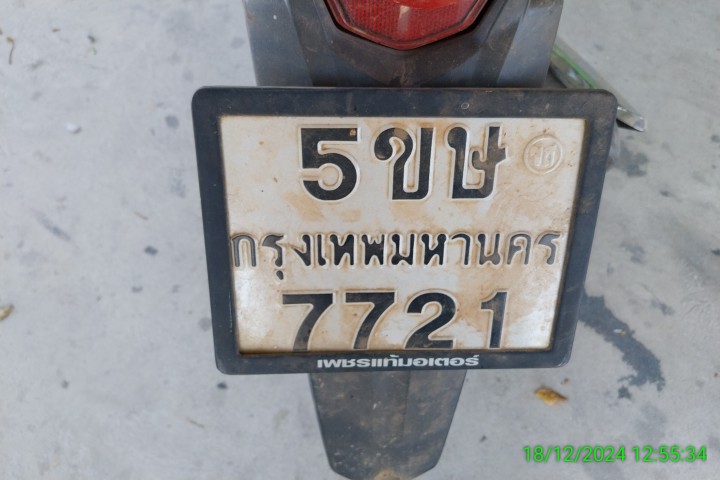 5ขษ
กรุงเทพมหานคร
7721
เพชรแท้มอเตอร์
18/12/2024 12:55:34